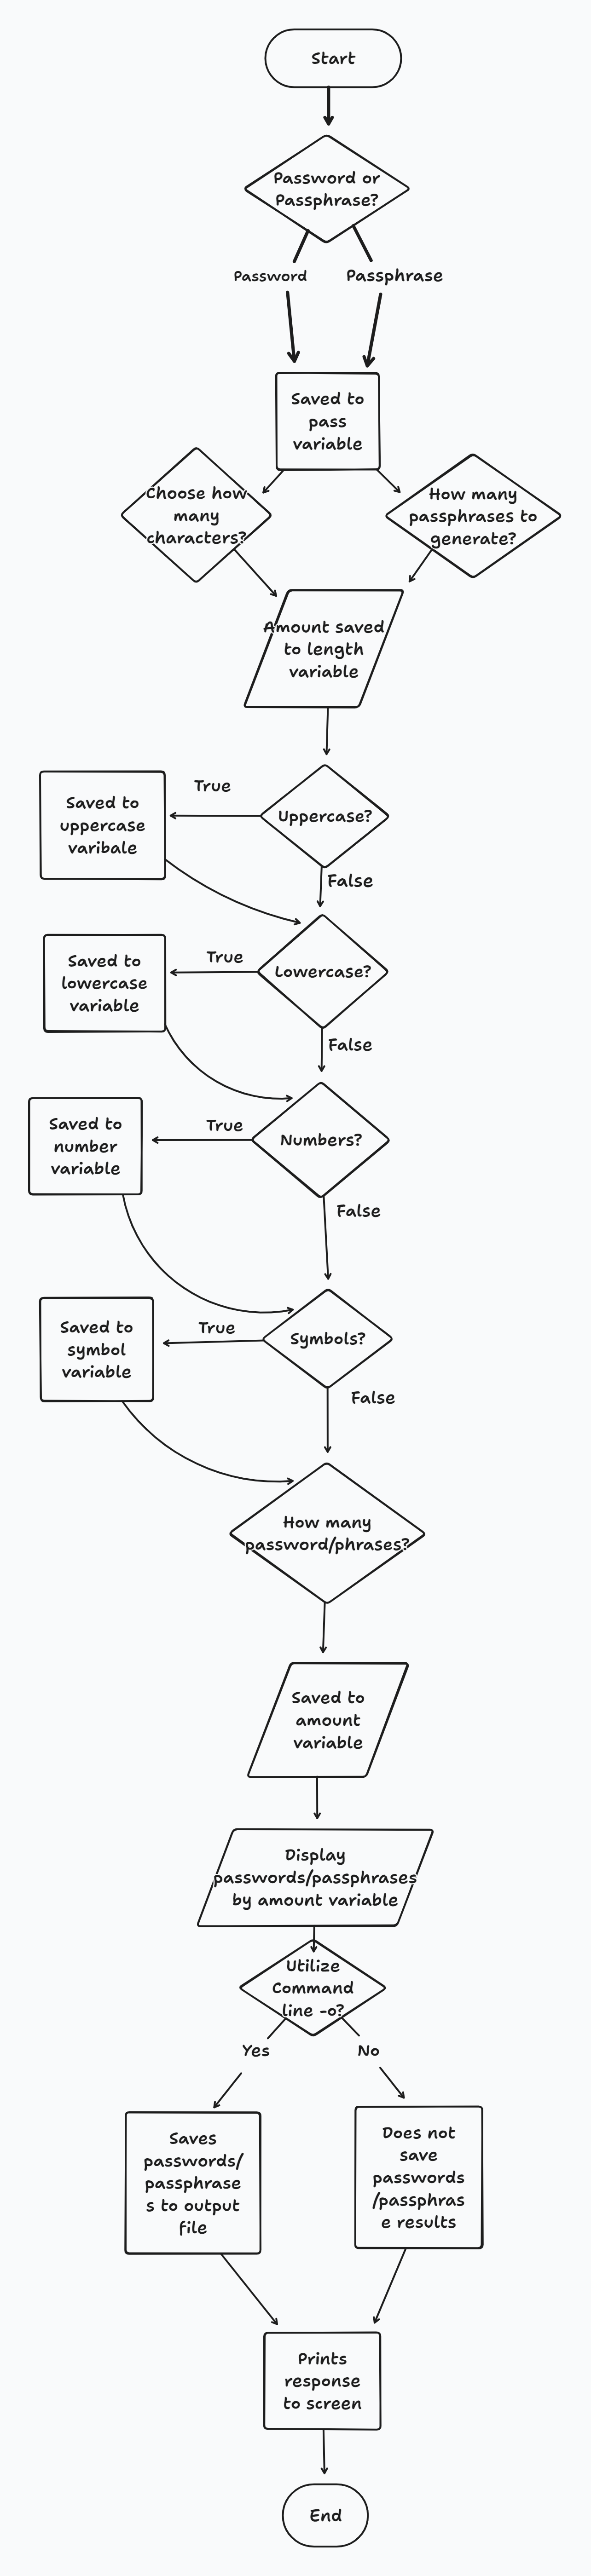 Start
Password or
Passphrase?
Password
Passphrase
Saved to
pass
variable
Choose how
many
characters?
How many
passphrases to
generate?
Amount saved
to length
variable
Uppercase?
True
Saved to
uppercase
varibale
False
Lowercase?
True
Saved to
lowercase
variable
False
Numbers?
True
Saved to
number
variable
False
Symbols?
True
Saved to
symbol
variable
False
How many
password/phrases?
Saved to
amount
variable
Display
passwords/passphrases
by amount variable
Utilize
Command
line -o?
Yes
No
Saves
passwords/
passphrase
s to output
file
Does not
save
passwords
/passphras
e results
Prints
response
to screen
End